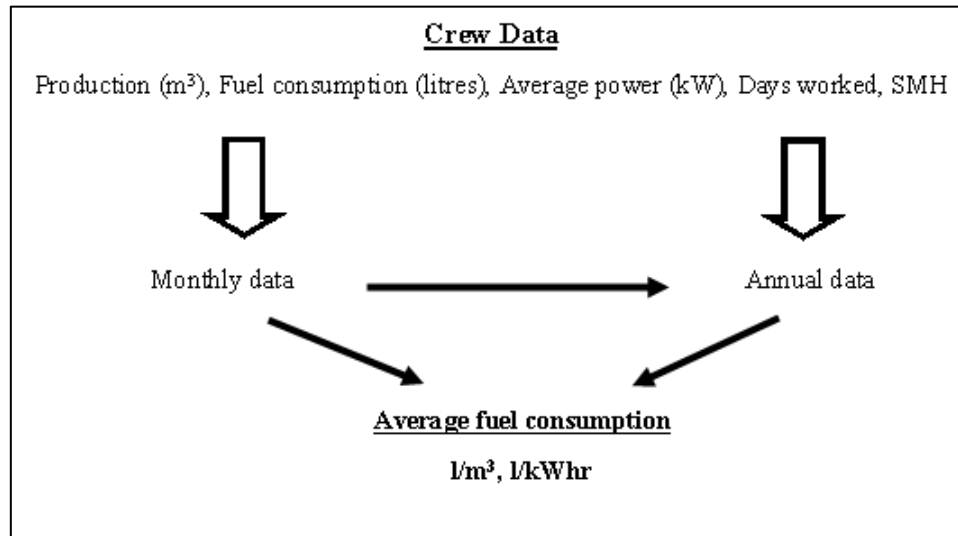 Crew Data
Production (m³), Fuel consumption (litres), Average power (kW), Days worked, SMH
Monthly data
Annual data
Average fuel consumption
l/m³, l/kWhr